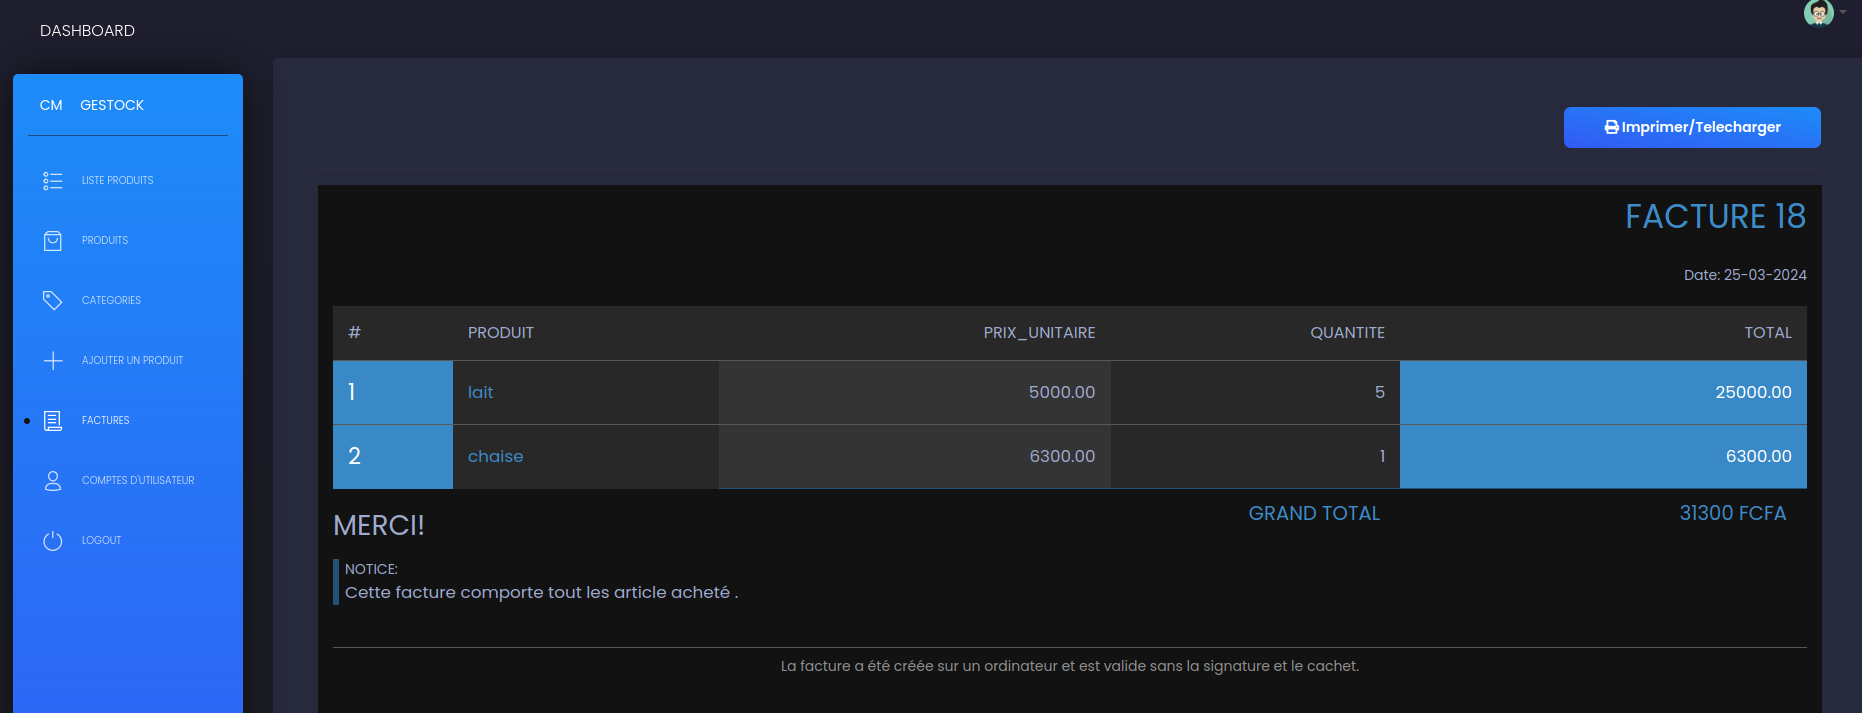 DASHBOARD
CM GESTOCK
LISTE PRODUITS
PRODUITS
CATEGORIES
AJOUTER UN PRODUIT
FACTURES
COMPTES D'UTILISATEUR
LOGOUT
Imprimer/Telecharger
FACTURE 18
Date: 25-03-2024
# PRODUIT PRIX_UNITAIRE QUANTITE TOTAL
1 lait 5000.00 5 25000.00
2 chaise 6300.00 1 6300.00
GRAND TOTAL 31300 FCFA
MERCI!
NOTICE:
Cette facture comporte tout les article acheté .
La facture a été créée sur un ordinateur et est valide sans la signature et le cachet.